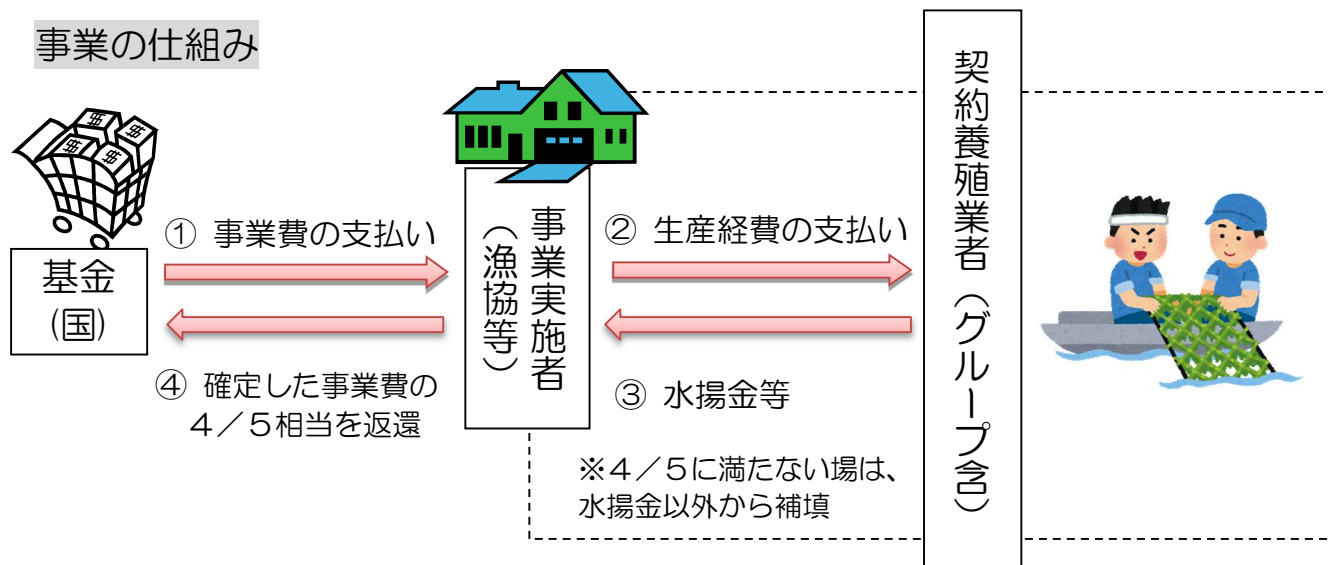 事業の仕組み
$ $ $ $
基金
(国)
① 事業費の支払い
④ 確定した事業費の
４／５相当を返還
事業実施者
（漁協等）
② 生産経費の支払い
③ 水揚金等
※４／５に満たない場は、
水揚金以外から補填
契約養殖業者（グループ含）